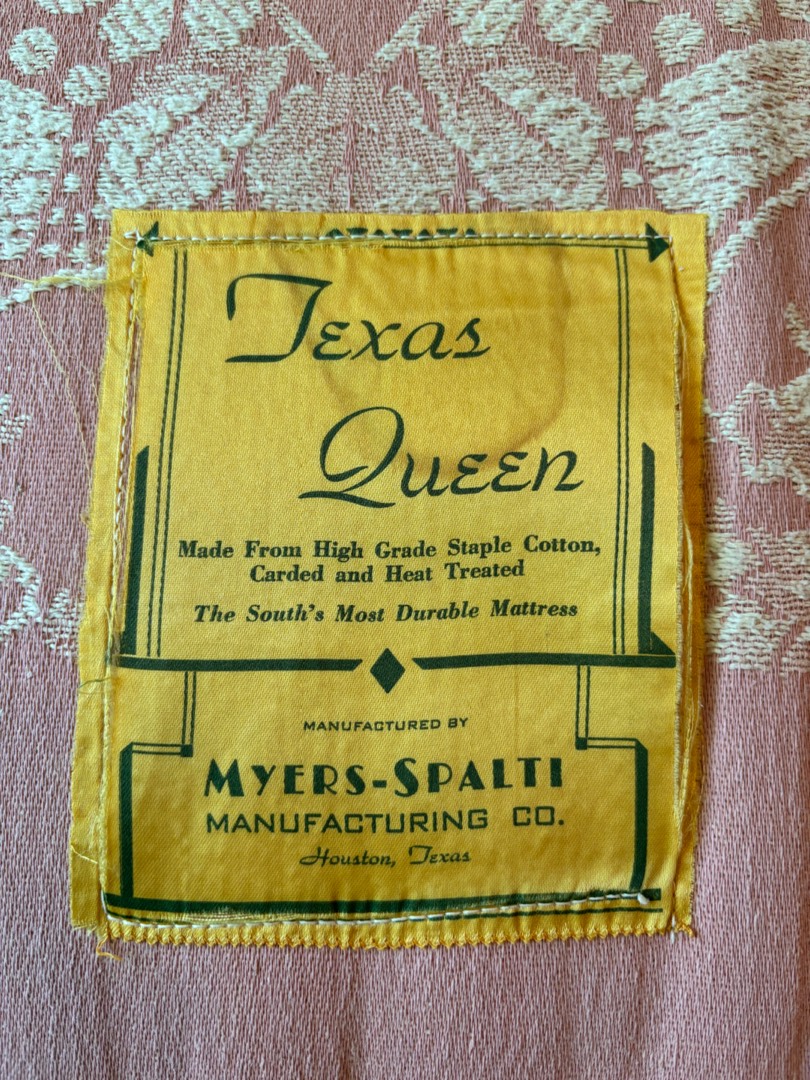 Texas
Queen
Made From High Grade Staple Cotton,
Carded and Heat Treated
The South's Most Durable Mattress
MANUFACTURED BY
MYERS-SPALTI
MANUFACTURING CO.
Houston, Texas